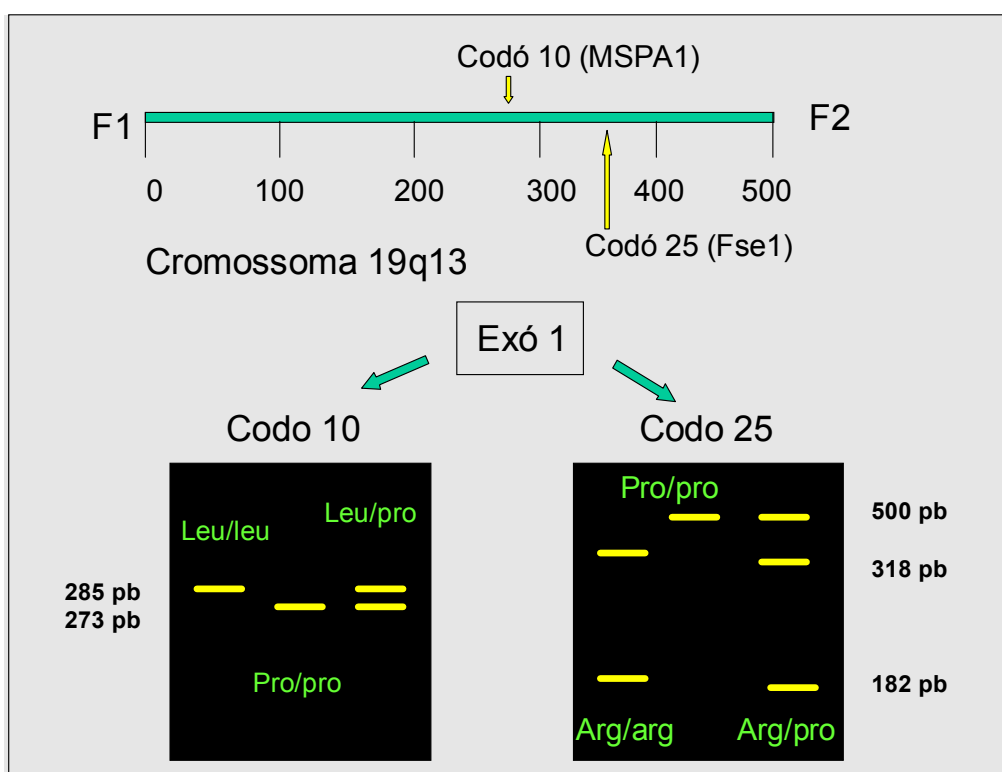 Codó 10 (MSPA1)
F1
F2
0 100 200 300 400 500
Codó 25 (Fse1)
Cromossoma 19q13
Exó 1
Codo 10
Codo 25
Leu/leu
Leu/pro
285 pb
273 pb
Pro/pro
Pro/pro
500 pb
318 pb
182 pb
Arg/arg
Arg/pro